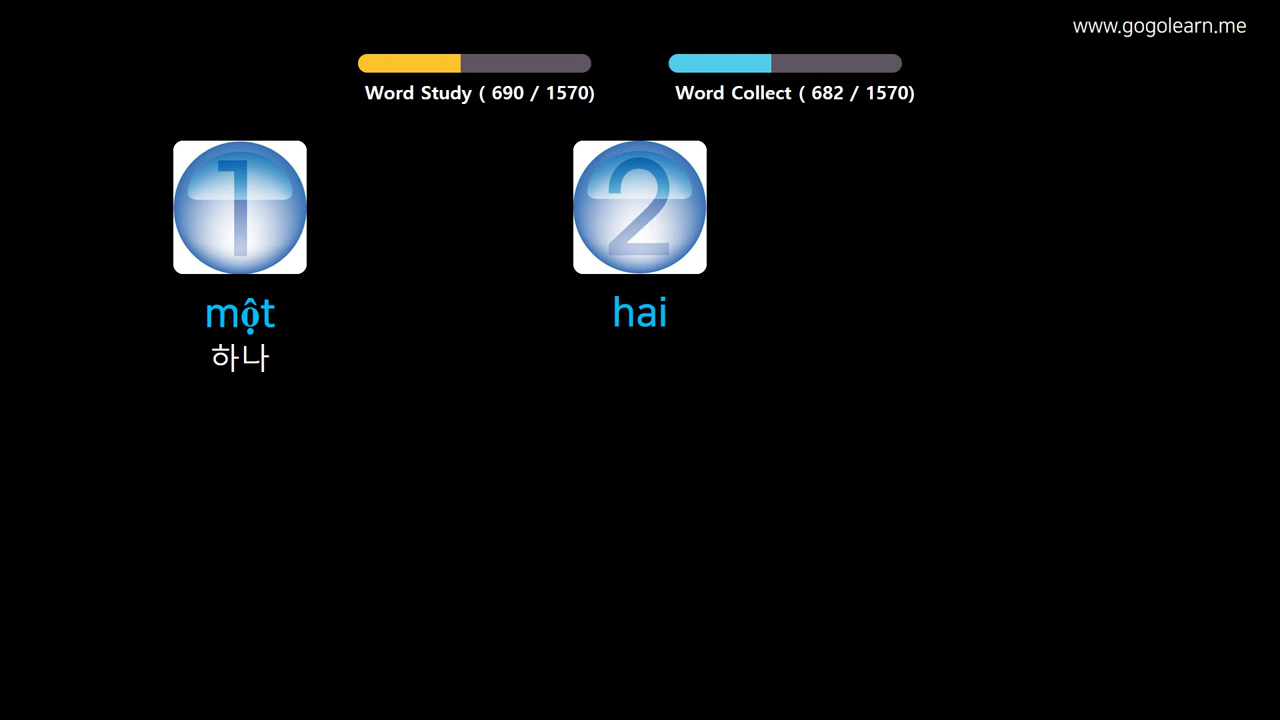 www.gogolearn.me
Word Study ( 690 / 1570)
Word Collect ( 682 / 1570)
1
2
một
hai
하나